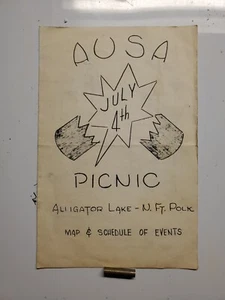 AUSA
JULY
4th
PICNIC
ALLIGATOR LAKE - N. FT. POLK
MAP & SCHEDULE OF EVENTS